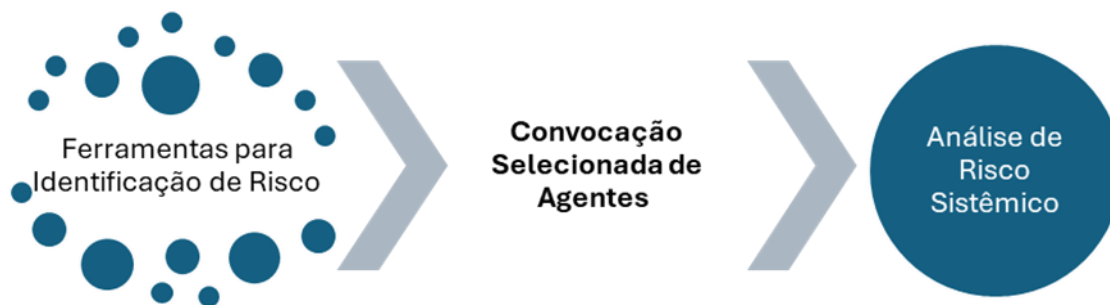 Ferramentas para
Identificação de Risco
Convocação
Selecionada de
Agentes
Análise de
Risco
Sistêmico